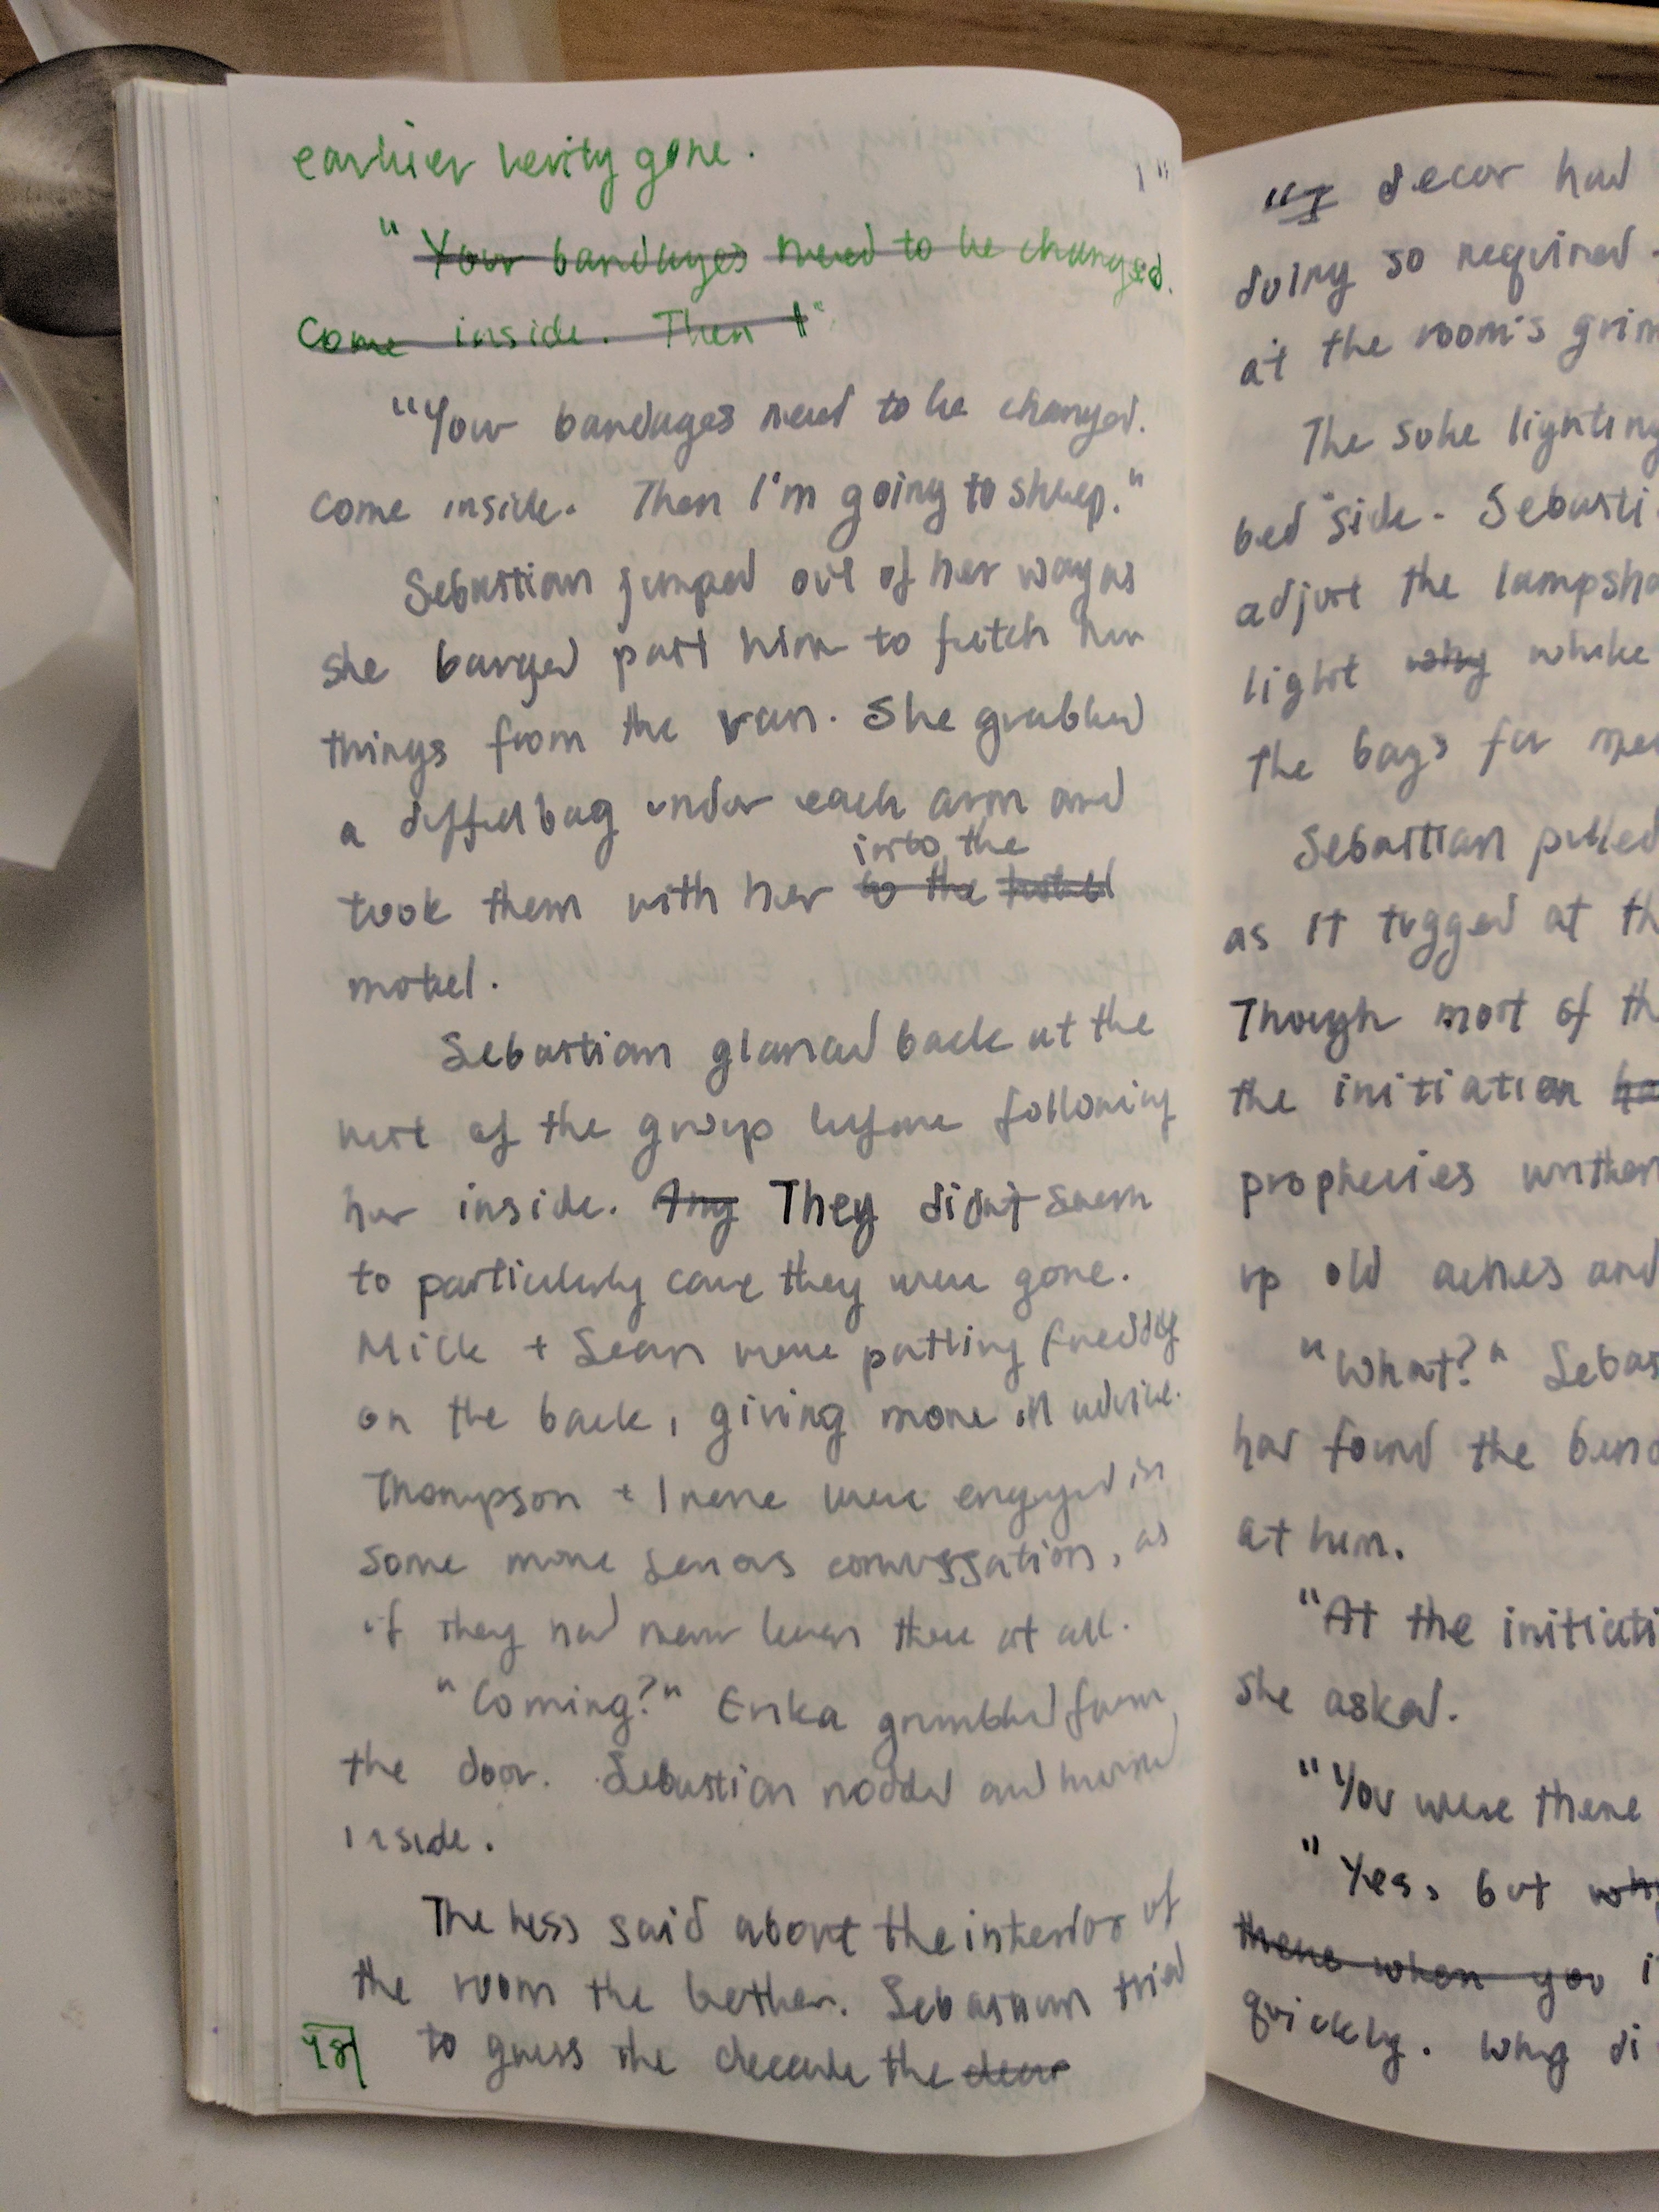 earlier verity gone.
" Your bandages need to be changed.
Come inside. Then t"
"Your bandages need to be changed.
come inside. Then I'm going to sleep."
Sebastian jumped out of her way as
she barged past him to fetch her
things from the van. She grabbed
a duffel bag under each arm and
into the
took them with her to the hotel
motel.
Sebastian glanced back at the
rest of the group before following
her inside. Any They didn't seem
to particularly care they were gone.
Mick + Sean were patting Freddy
on the back, giving more ill advice.
Thompson + Irene were engaged in
some more serious conversation, as
if they had never been there at all.
"Coming?" Erika grumbled from
the door. Sebastian nodded and hurried
inside.
The less said about the interior of
the room the better. Sebastian tried
to guess the decade the decor
48
"I decor had
doing so required
at the room's
The sole lighting
bed side. Sebasti
adjust the lampsha
light why while
the bags for
Sebastian pulled
as it tugged at th
Though most of th
the initiation ha
prophecies written
up old aches and
"What?" Sebas
had found the
at him.
"At the initiati
she asked.
"You were there
"Yes, but why
there when you i
quickly. Why di